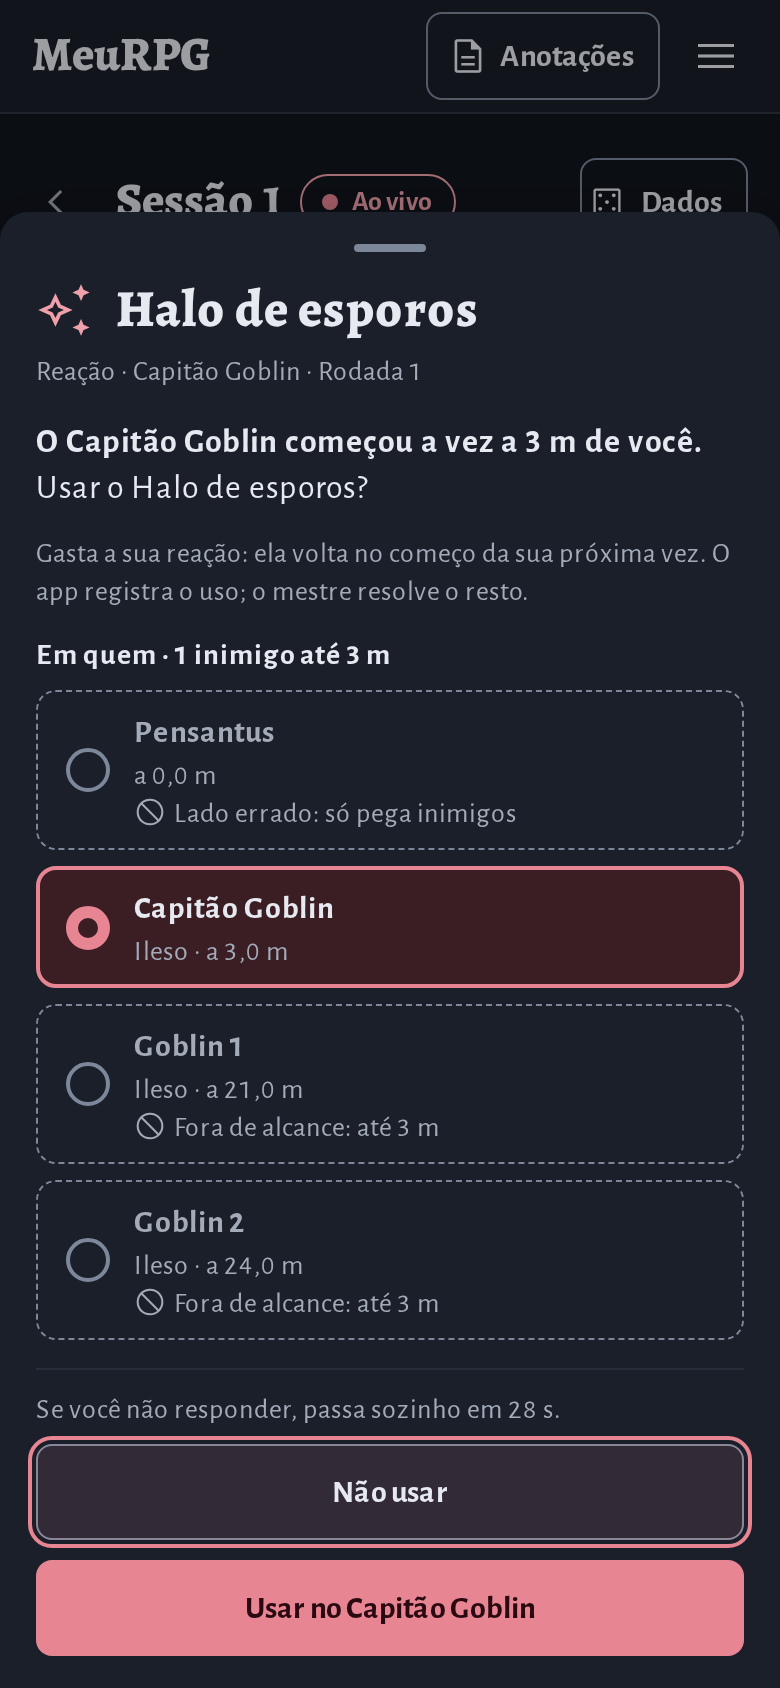 MeuRPG
Anotações
Sessão 1
Ao vivo
Dados
Halo de esporos
Reação · Capitão Goblin · Rodada 1
O Capitão Goblin começou a vez a 3 m de você.
Usar o Halo de esporos?
Gasta a sua reação: ela volta no começo da sua próxima vez. O
app registra o uso; o mestre resolve o resto.
Em quem · 1 inimigo até 3 m
Pensantus
a 0,0 m
Lado errado: só pega inimigos
Capitão Goblin
Ileso · a 3,0 m
Goblin 1
Ileso · a 21,0 m
Fora de alcance: até 3 m
Goblin 2
Ileso · a 24,0 m
Fora de alcance: até 3 m
Se você não responder, passa sozinho em 28 s.
Não usar
Usar no Capitão Goblin